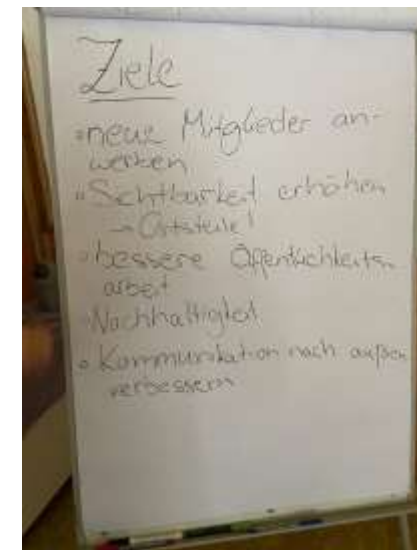 Ziele
• neue Mitglieder an-
werben
• Sichtbarkeit erhöhen
→ Ortsteile!
• bessere Öffentlichkeits-
arbeit
• Nachhaltigkeit
• Kommunikation nach außen
verbessern